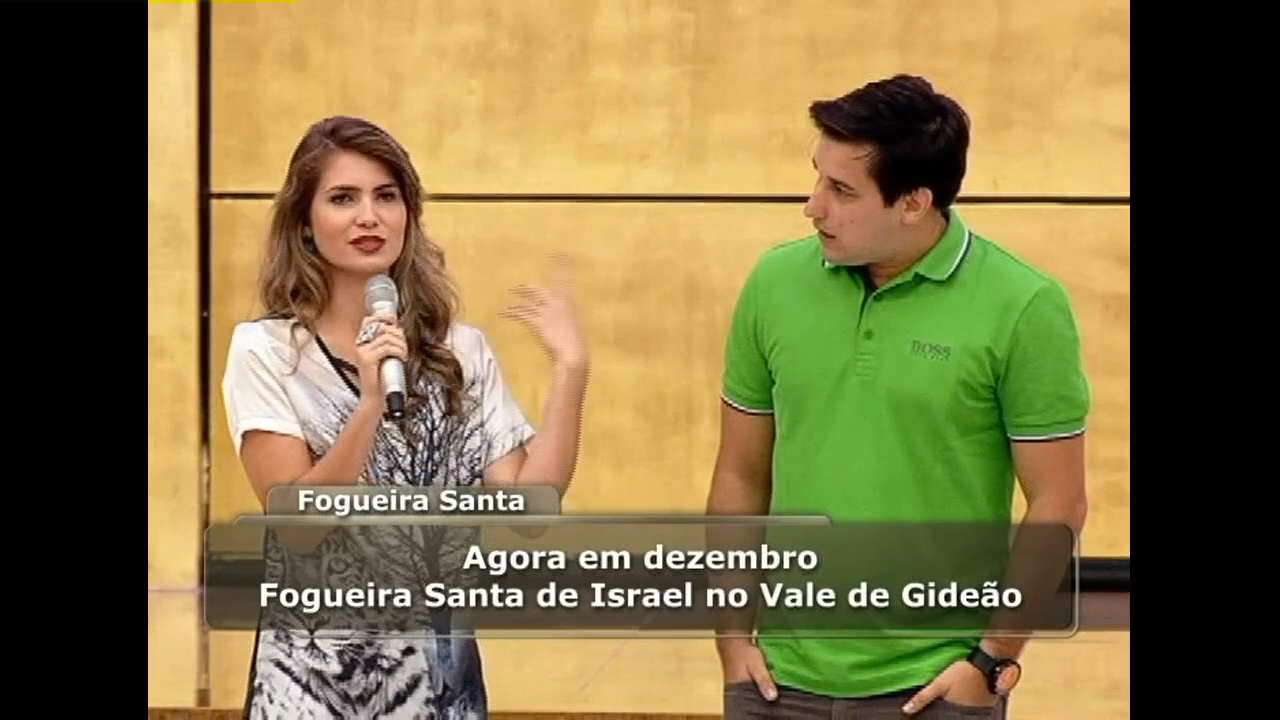 BOSS
Fogueira Santa
Agora em dezembro
Fogueira Santa de Israel no Vale de Gideão